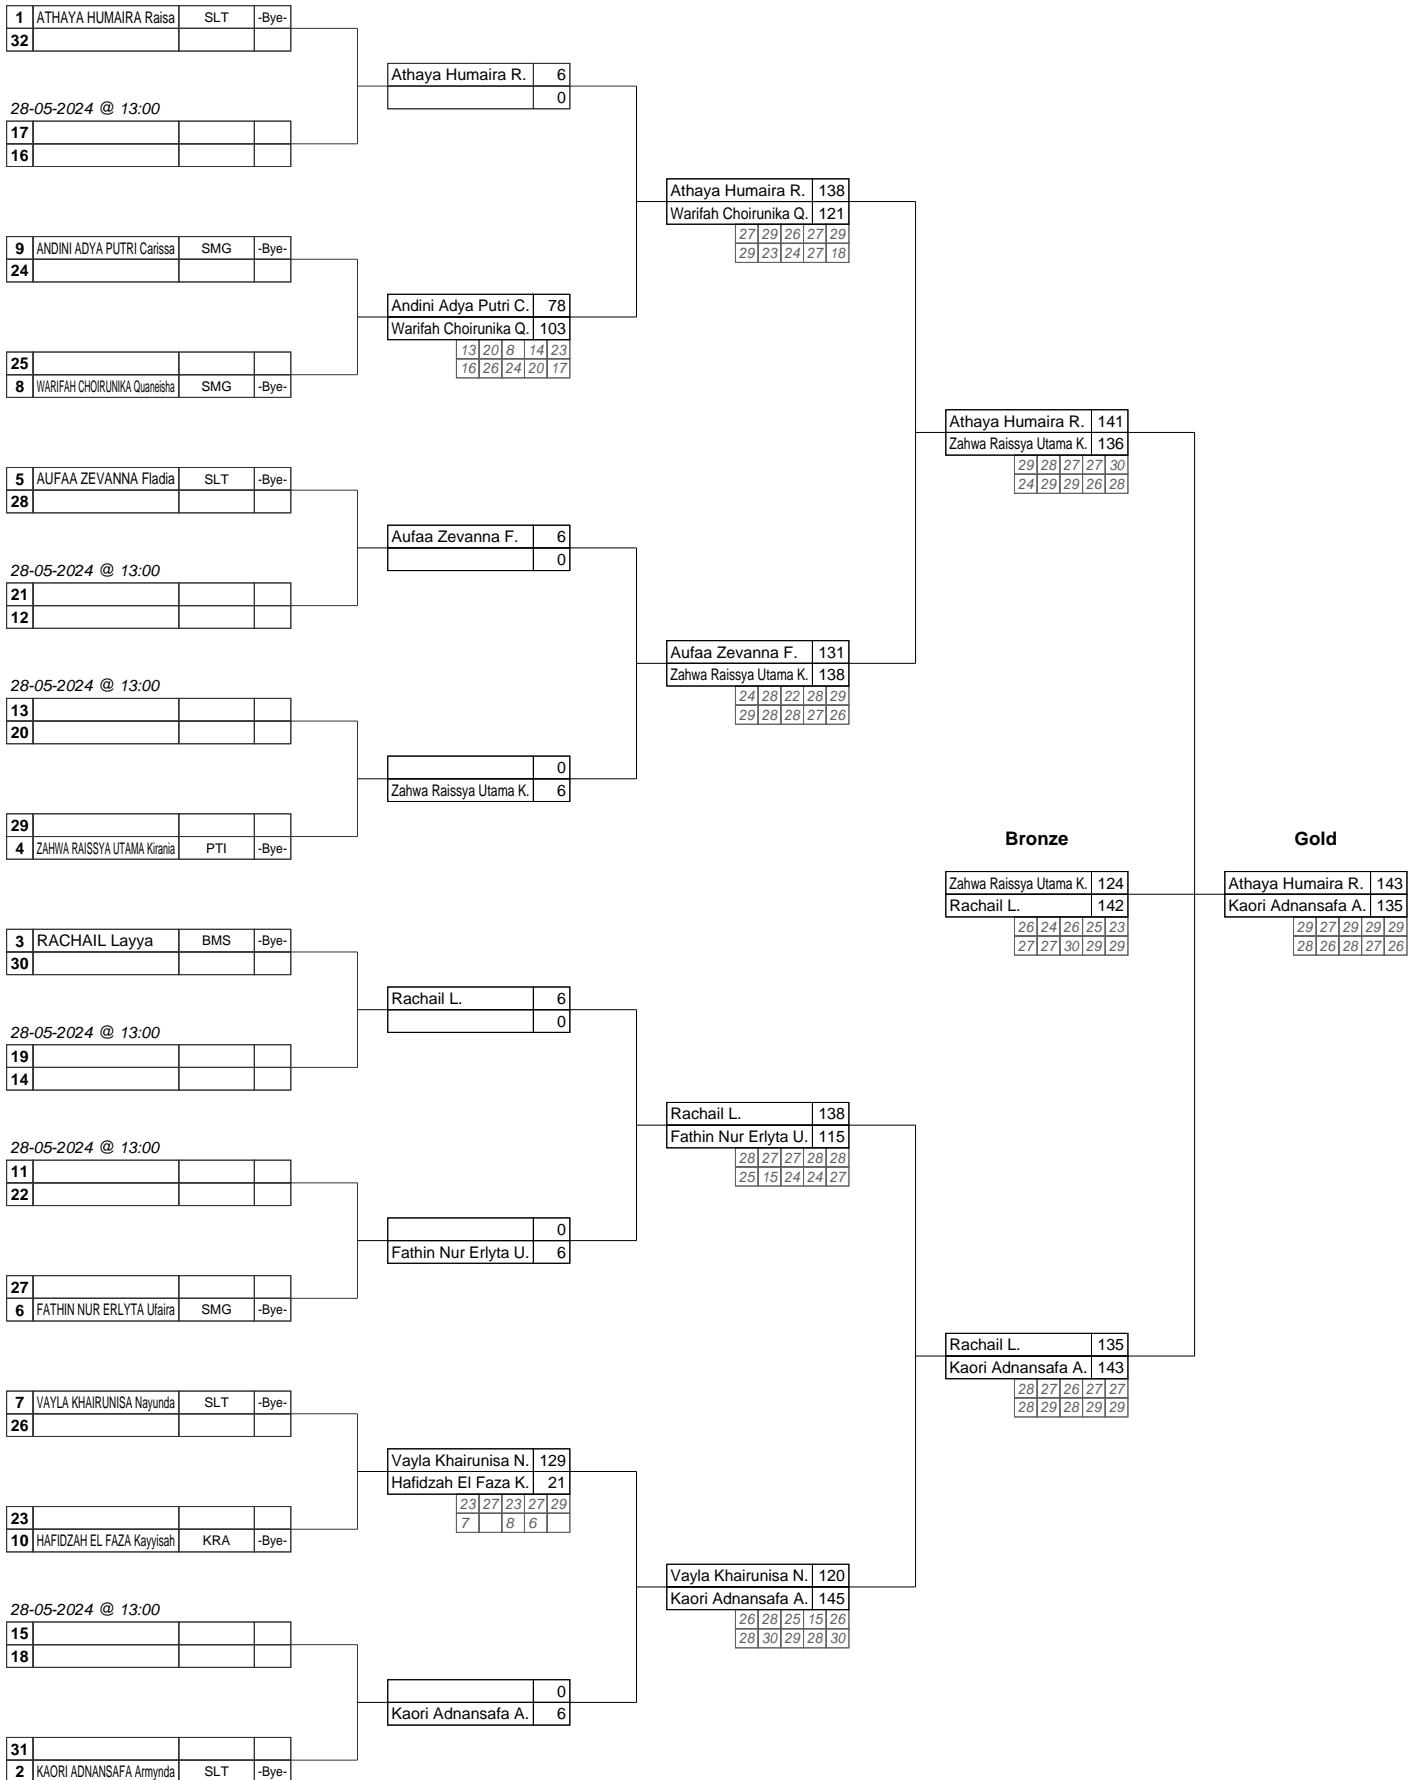 1 ATHAYA HUMAIRA Raisa SLT -Bye-
32
28-05-2024 @ 13:00
17
16
9 ANDINI ADYA PUTRI Carissa SMG -Bye-
24
25
8 WARIFAH CHOIRUNIKA Quaneisha SMG -Bye-
5 AUFAA ZEVANNA Fladia SLT -Bye-
28
28-05-2024 @ 13:00
21
12
28-05-2024 @ 13:00
13
20
29
4 ZAHWA RAISSYA UTAMA Kirania PTI -Bye-
3 RACHAIL Layya BMS -Bye-
30
28-05-2024 @ 13:00
19
14
28-05-2024 @ 13:00
11
22
27
6 FATHIN NUR ERLYTA Ufaira SMG -Bye-
7 VAYLA KHAIRUNISA Nayunda SLT -Bye-
26
23
10 HAFIDZAH EL FAZA Kayyisah KRA -Bye-
28-05-2024 @ 13:00
15
18
31
2 KAORI ADNANSAFA Armynda SLT -Bye-
Athaya Humaira R. 6
0
Andini Adya Putri C. 78
Warifah Choirunika Q. 103
13 20 8 14 23
16 26 24 20 17
Aufaa Zevanna F. 6
0
0
Zahwa Raissya Utama K. 6
Rachail L. 6
0
0
Fathin Nur Erlyta U. 6
Vayla Khairunisa N. 129
Hafidzah El Faza K. 21
23 27 23 27 29
7 8 6
0
Kaori Adnansafa A. 6
Athaya Humaira R. 138
Warifah Choirunika Q. 121
27 29 26 27 29
29 23 24 27 18
Aufaa Zevanna F. 131
Zahwa Raissya Utama K. 138
24 28 22 28 29
29 28 28 27 26
Rachail L. 138
Fathin Nur Erlyta U. 115
28 27 27 28 28
25 15 24 24 27
Vayla Khairunisa N. 120
Kaori Adnansafa A. 145
26 28 25 15 26
28 30 29 28 30
Athaya Humaira R. 141
Zahwa Raissya Utama K. 136
29 28 27 27 30
24 29 29 26 28
Bronze
Zahwa Raissya Utama K. 124
Rachail L. 142
26 24 26 25 23
27 27 30 29 29
Rachail L. 135
Kaori Adnansafa A. 143
28 27 26 27 27
28 29 28 29 29
Gold
Athaya Humaira R. 143
Kaori Adnansafa A. 135
29 27 29 29 29
28 26 28 27 26